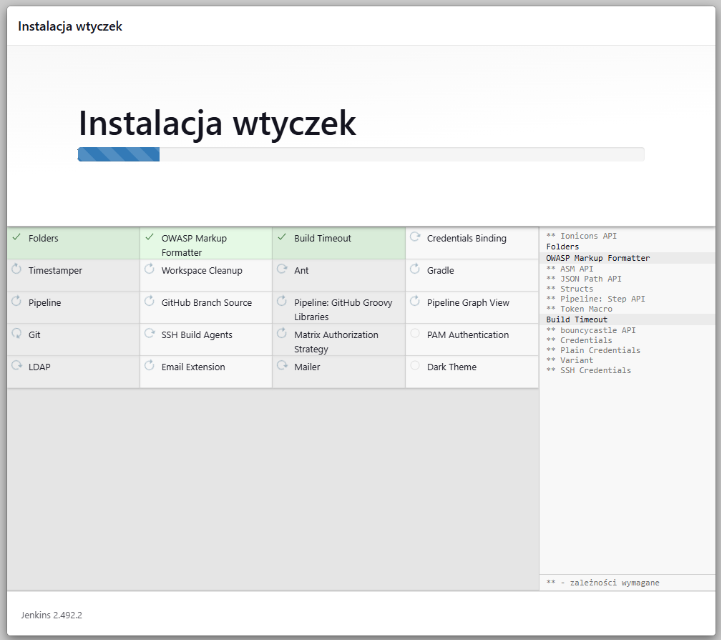 Instalacja wtyczek
Instalacja wtyczek
Folders
OWASP Markup
Formatter
Build Timeout
Credentials Binding
Timestamper
Workspace Cleanup
Ant
Gradle
Pipeline
GitHub Branch Source
Pipeline: GitHub Groovy
Libraries
Pipeline Graph View
Git
SSH Build Agents
Matrix Authorization
Strategy
PAM Authentication
LDAP
Email Extension
Mailer
Dark Theme
** Ionicons API
Folders
OWASP Markup Formatter
** ASM API
** JSON Path API
** Structs
** Pipeline: Step API
** Token Macro
Build Timeout
** bouncycastle API
** Credentials
** Plain Credentials
** Variant
** SSH Credentials
** - zależności wymagane
Jenkins 2.492.2